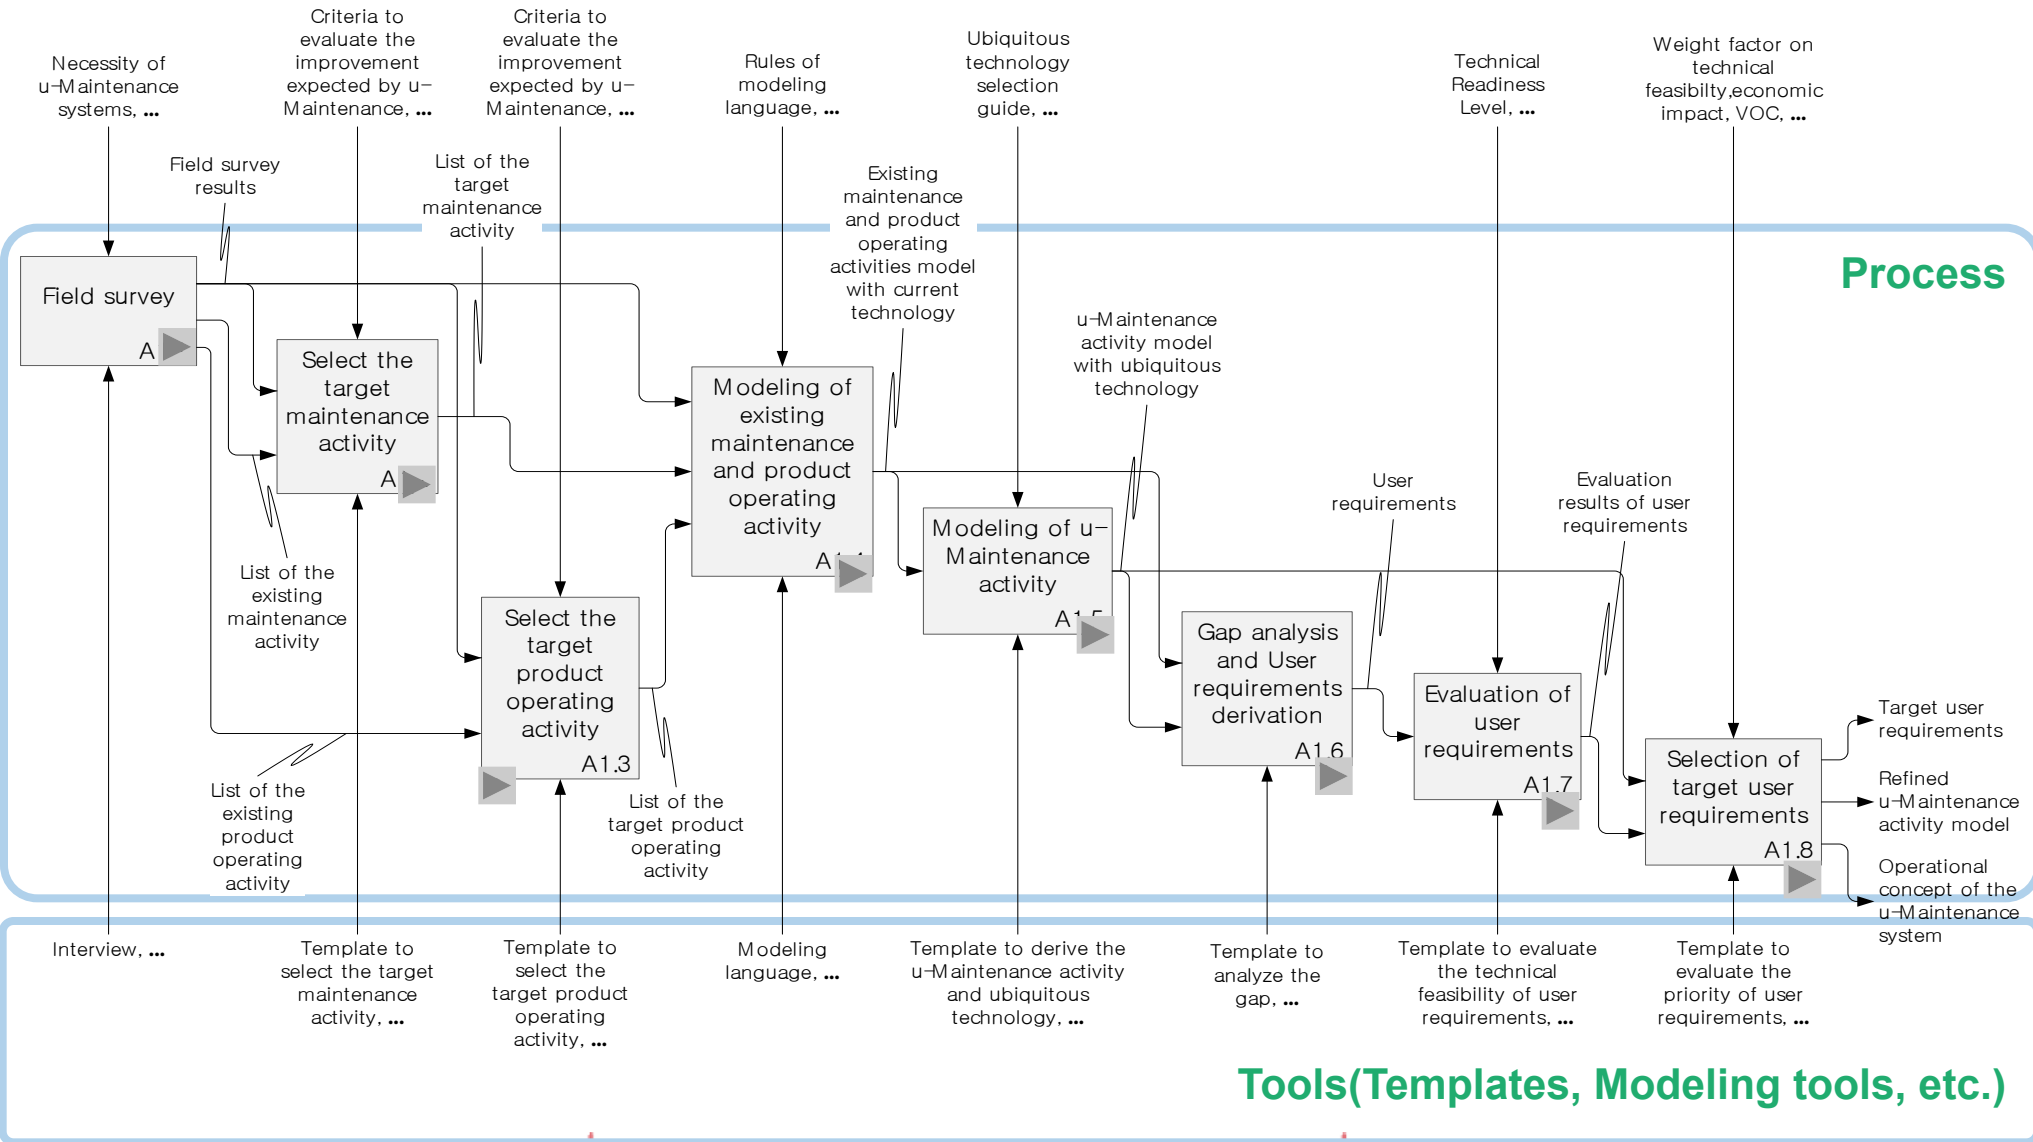 Necessity of
u-Maintenance
systems, ...
Criteria to
evaluate the
improvement
expected by u-
Maintenance, ...
Criteria to
evaluate the
improvement
expected by u-
Maintenance, ...
Rules of
modeling
language, ...
Ubiquitous
technology
selection
guide, ...
Technical
Readiness
Level, ...
Weight factor on
technical
feasibilty,economic
impact, VOC, ...
Field survey
results
List of the
target
maintenance
activity
Existing
maintenance
and product
operating
activities model
with current
technology
u-Maintenance
activity model
with ubiquitous
technology
User
requirements
Evaluation
results of user
requirements
Process
Field survey
A
Select the
target
maintenance
activity
A
Select the
target
product
operating
activity
A1.3
Modeling of
existing
maintenance
and product
operating
activity
A
Modeling of u-
Maintenance
activity
A1.5
Gap analysis
and User
requirements
derivation
A1.6
Evaluation of
user
requirements
A1.7
Selection of
target user
requirements
A1.8
List of the
existing
maintenance
activity
List of the
existing
product
operating
activity
List of the
target product
operating
activity
Target user
requirements
Refined
u-Maintenance
activity model
Operational
concept of the
u-Maintenance
system
Interview, ...
Template to
select the target
maintenance
activity, ...
Template to
select the
target product
operating
activity, ...
Modeling
language, ...
Template to derive the
u-Maintenance activity
and ubiquitous
technology, ...
Template to
analyze the
gap, ...
Template to evaluate
the technical
feasibility of user
requirements, ...
Template to
evaluate the
priority of user
requirements, ...
Tools(Templates, Modeling tools, etc.)